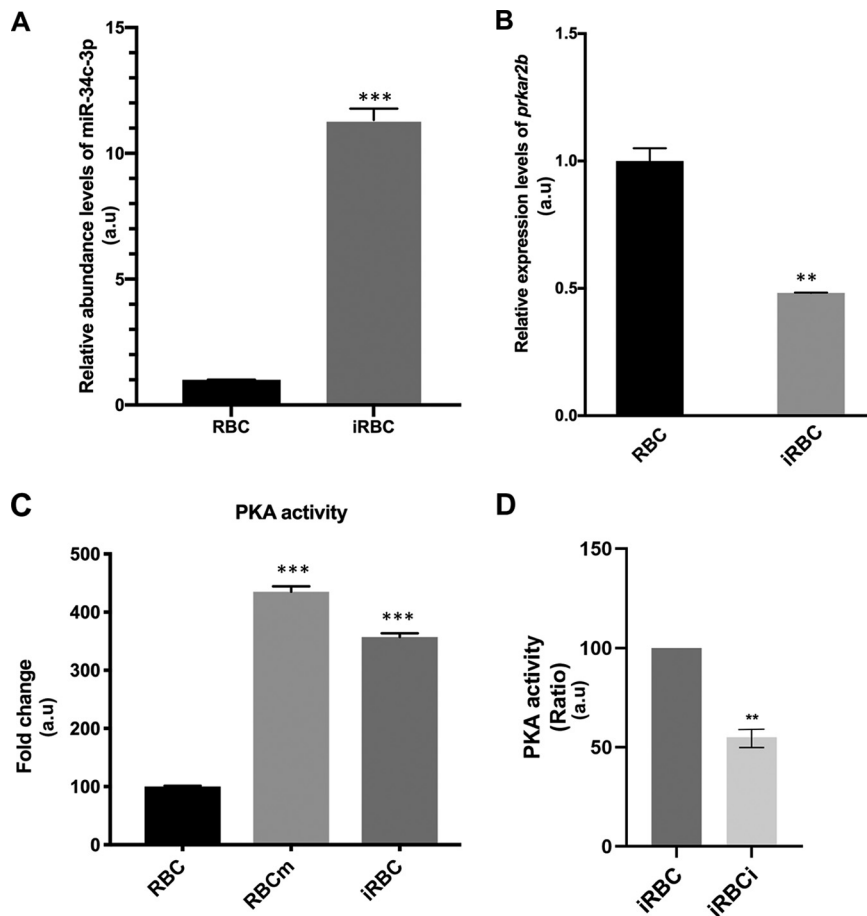 A
Relative abundance levels of miR-34c-3p
(a.u)
15
10
5
0
***
RBC
iRBC
B
Relative expression levels of prkar2b
(a.u)
1.5
1.0
0.5
0.0
**
RBC
iRBC
C
PKA activity
Fold change
(a.u)
500
400
300
200
100
0
***
***
RBC
RBCm
iRBC
D
PKA activity
(Ratio)
(a.u)
150
100
50
0
**
iRBC
iRBCi